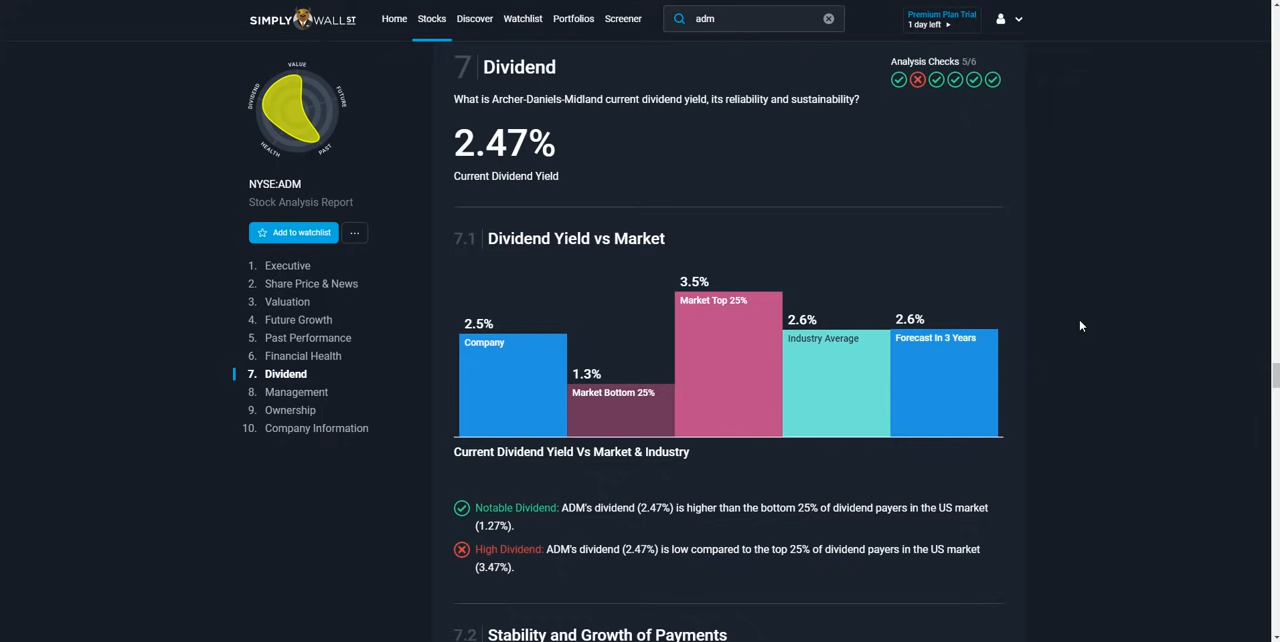 SIMPLY WALL ST
Home Stocks Discover Watchlist Portfolios Screener
adm
Premium Plan Trial
1 day left
VALUE
FUTURE
PAST
HEALTH
DIVIDEND
NYSE:ADM
Stock Analysis Report
Add to watchlist
...
1. Executive
2. Share Price & News
3. Valuation
4. Future Growth
5. Past Performance
6. Financial Health
7. Dividend
8. Management
9. Ownership
10. Company Information
7 Dividend
Analysis Checks 5/6
What is Archer-Daniels-Midland current dividend yield, its reliability and sustainability?
2.47%
Current Dividend Yield
7.1 Dividend Yield vs Market
2.5%
Company
1.3%
Market Bottom 25%
3.5%
Market Top 25%
2.6%
Industry Average
2.6%
Forecast in 3 Years
Current Dividend Yield Vs Market & Industry
Notable Dividend: ADM's dividend (2.47%) is higher than the bottom 25% of dividend payers in the US market
(1.27%).
High Dividend: ADM's dividend (2.47%) is low compared to the top 25% of dividend payers in the US market
(3.47%).
7.2 Stability and Growth of Payments